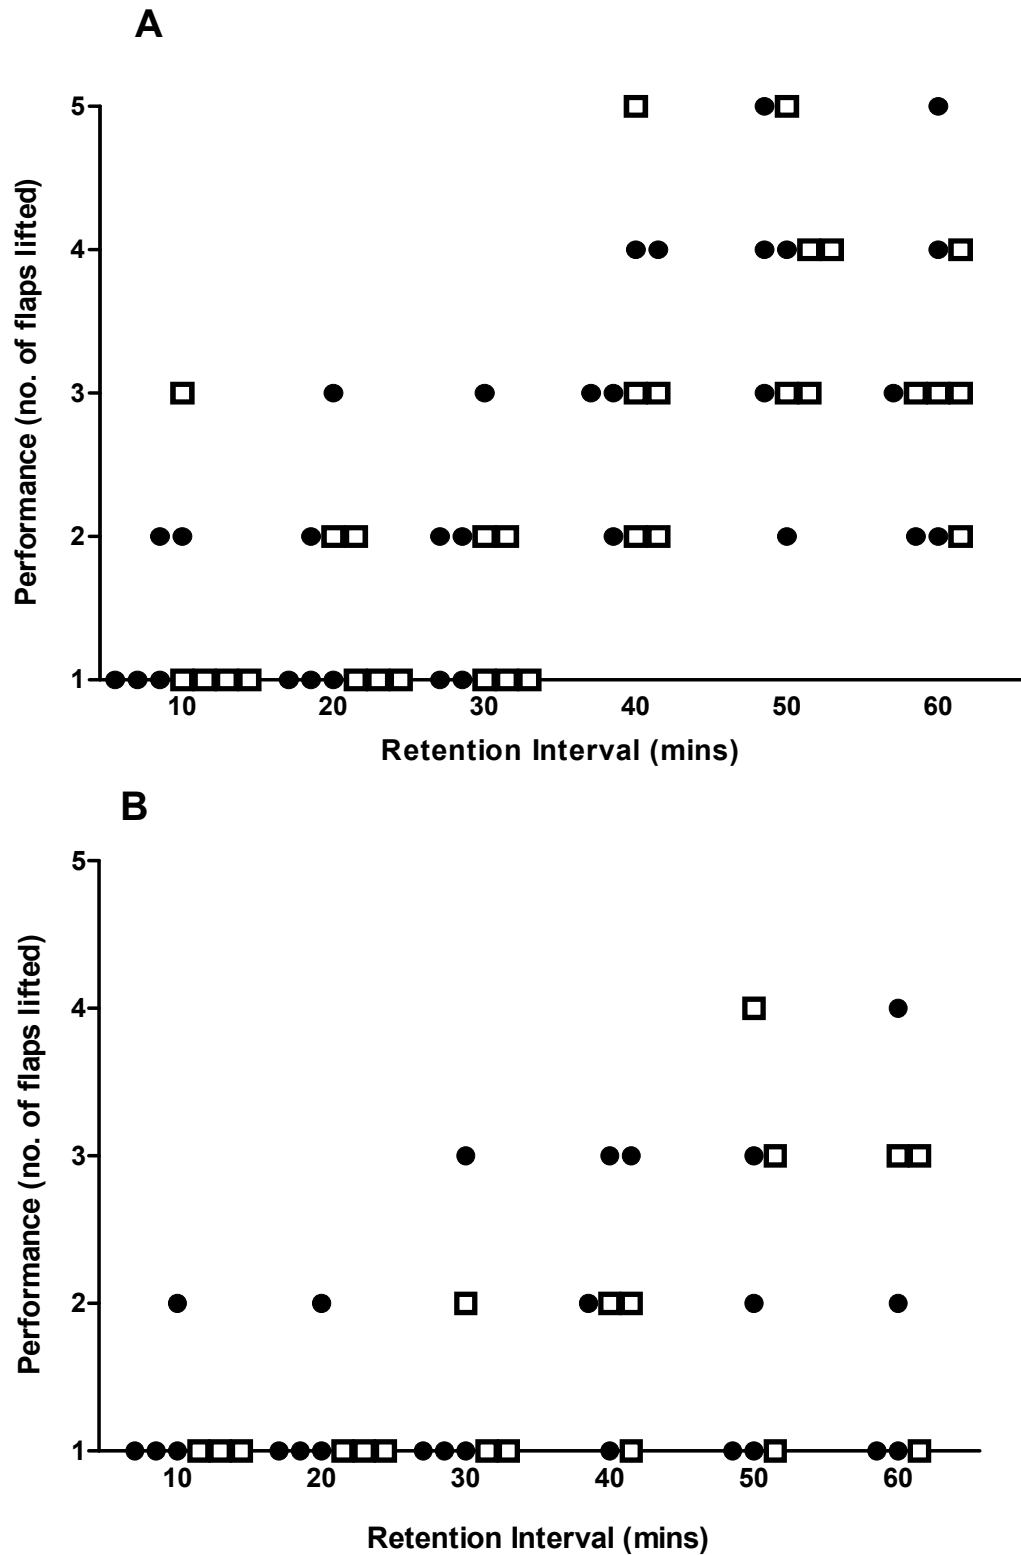 A
Performance (no. of flaps lifted)
5
4
3
2
1
10 20 30 40 50 60
Retention Interval (mins)
B
Performance (no. of flaps lifted)
5
4
3
2
1
10 20 30 40 50 60
Retention Interval (mins)